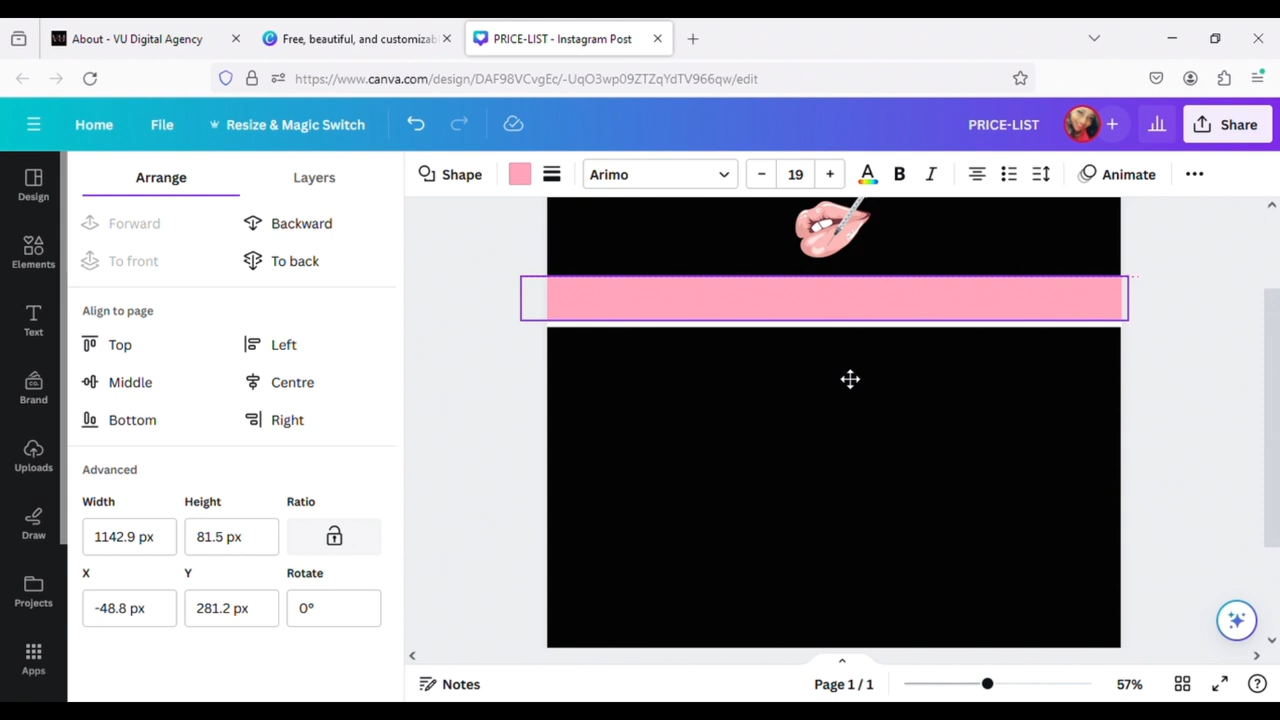 About - VU Digital Agency
Free, beautiful, and customizab
PRICE-LIST - Instagram Post
https://www.canva.com/design/DAF98VCvgEc/-UqO3wp09ZTZqYdTV966qw/edit
Home
File
Resize & Magic Switch
PRICE-LIST
Share
Design
Elements
Text
Brand
Uploads
Draw
Projects
Apps
Arrange
Layers
Forward
Backward
To front
To back
Align to page
Top
Left
Middle
Centre
Bottom
Right
Advanced
Width
Height
Ratio
1142.9 px
81.5 px
X
Y
Rotate
-48.8 px
281.2 px
0°
Shape
Arimo
– 19 +
A
B
I
Animate
Notes
Page 1 / 1
57%